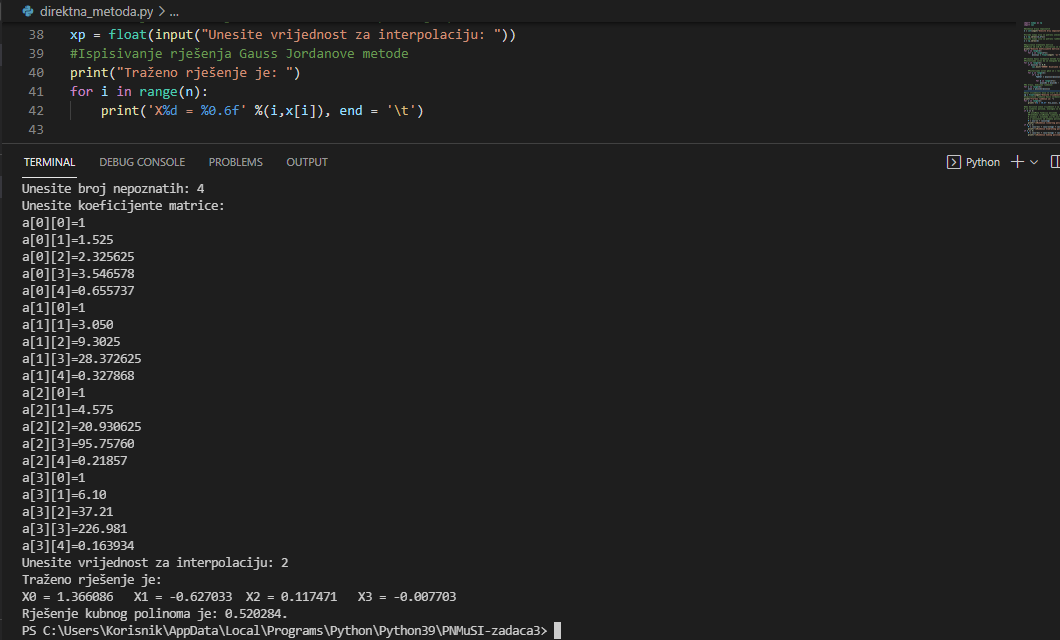 direktna_metoda.py > ...
38 xp = float(input("Unesite vrijednost za interpolaciju: "))
39 #Ispisivanje rješenja Gauss Jordanove metode
40 print("Traženo rješenje je: ")
41 for i in range(n):
42 print('X%d = %0.6f' %(i,x[i]), end = '\t')
43
TERMINAL DEBUG CONSOLE PROBLEMS OUTPUT Python
Unesite broj nepoznatih: 4
Unesite koeficijente matrice:
a[0][0]=1
a[0][1]=1.525
a[0][2]=2.325625
a[0][3]=3.546578
a[0][4]=0.655737
a[1][0]=1
a[1][1]=3.050
a[1][2]=9.3025
a[1][3]=28.372625
a[1][4]=0.327868
a[2][0]=1
a[2][1]=4.575
a[2][2]=20.930625
a[2][3]=95.75760
a[2][4]=0.21857
a[3][0]=1
a[3][1]=6.10
a[3][2]=37.21
a[3][3]=226.981
a[3][4]=0.163934
Unesite vrijednost za interpolaciju: 2
Traženo rješenje je:
X0 = 1.366086 X1 = -0.627033 X2 = 0.117471 X3 = -0.007703
Rješenje kubnog polinoma je: 0.520284.
PS C:\Users\Korisnik\AppData\Local\Programs\Python\Python39\PNMuSI-zadaca3>